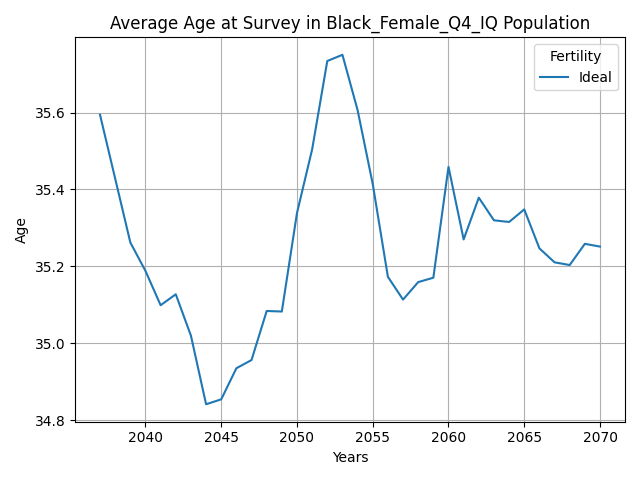 Average Age at Survey in Black_Female_Q4_IQ Population
Fertility
Ideal
Age
35.6
35.4
35.2
35.0
34.8
2040 2045 2050 2055 2060 2065 2070
Years